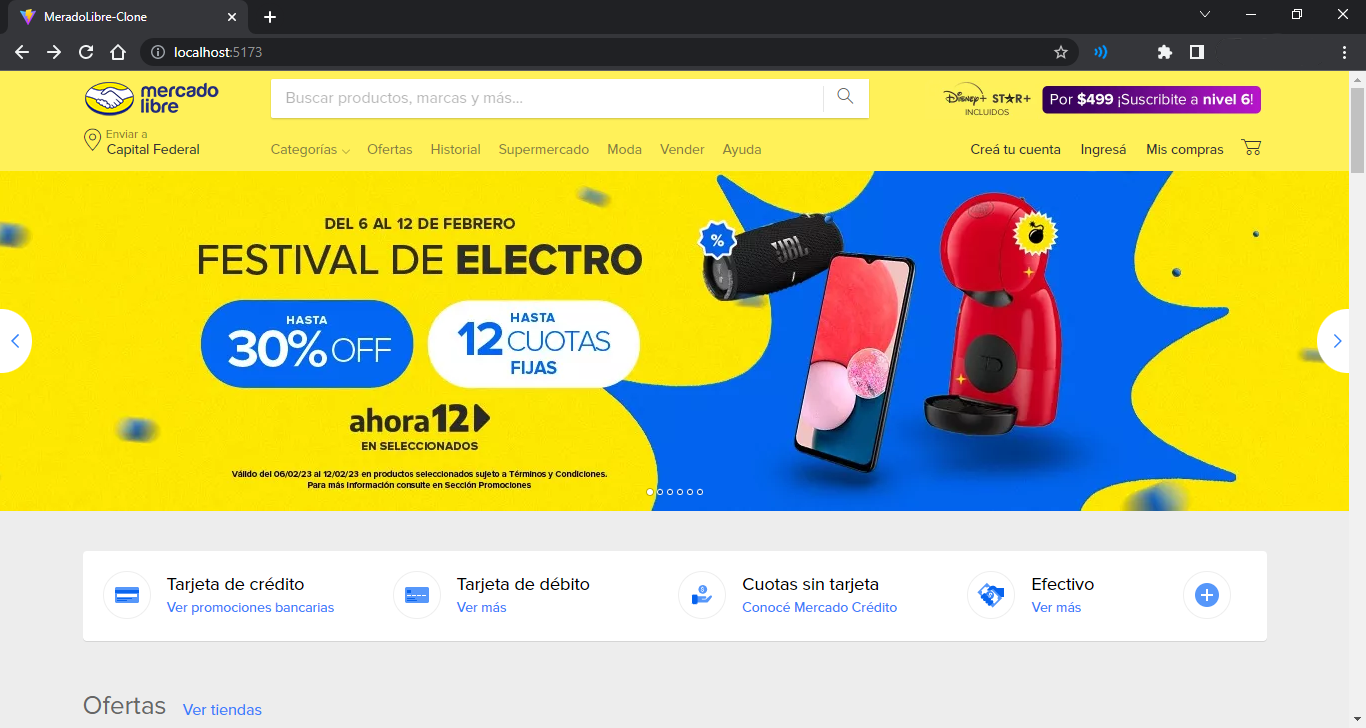 MeradoLibre-Clone
localhost:5173
mercado
libre
Buscar productos, marcas y más...
Disney+ STAR+
INCLUIDOS
Por $499 ¡Suscribite a nivel 6!
Enviar a
Capital Federal
Categorías Ofertas Historial Supermercado Moda Vender Ayuda
Creá tu cuenta Ingresá Mis compras
DEL 6 AL 12 DE FEBRERO
FESTIVAL DE ELECTRO
HASTA
30% OFF
HASTA
12 CUOTAS
FIJAS
ahora12
EN SELECCIONADOS
Válido del 06/02/23 al 12/02/23 en productos seleccionados sujeto a Términos y Condiciones.
Para más información consulte en Sección Promociones
%
JBL
Tarjeta de crédito
Ver promociones bancarias
Tarjeta de débito
Ver más
Cuotas sin tarjeta
Conocé Mercado Crédito
Efectivo
Ver más
Ofertas Ver tiendas